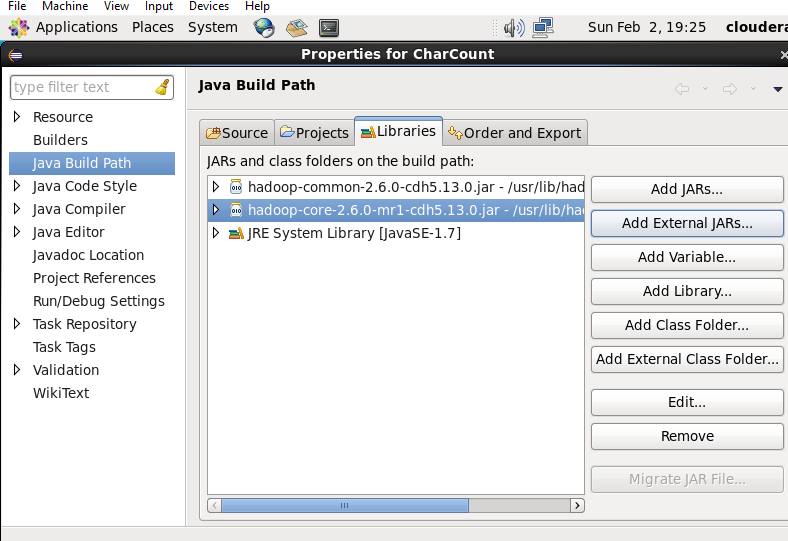 File Machine View Input Devices Help
Applications Places System Sun Feb 2, 19:25 cloudera
Properties for CharCount
type filter text
Java Build Path
Resource
Builders
Java Build Path
Java Code Style
Java Compiler
Java Editor
Javadoc Location
Project References
Run/Debug Settings
Task Repository
Task Tags
Validation
WikiText
Source Projects Libraries Order and Export
JARs and class folders on the build path:
hadoop-common-2.6.0-cdh5.13.0.jar - /usr/lib/had
hadoop-core-2.6.0-mr1-cdh5.13.0.jar - /usr/lib/had
JRE System Library [JavaSE-1.7]
Add JARs...
Add External JARs...
Add Variable...
Add Library...
Add Class Folder...
Add External Class Folder...
Edit...
Remove
Migrate JAR File...